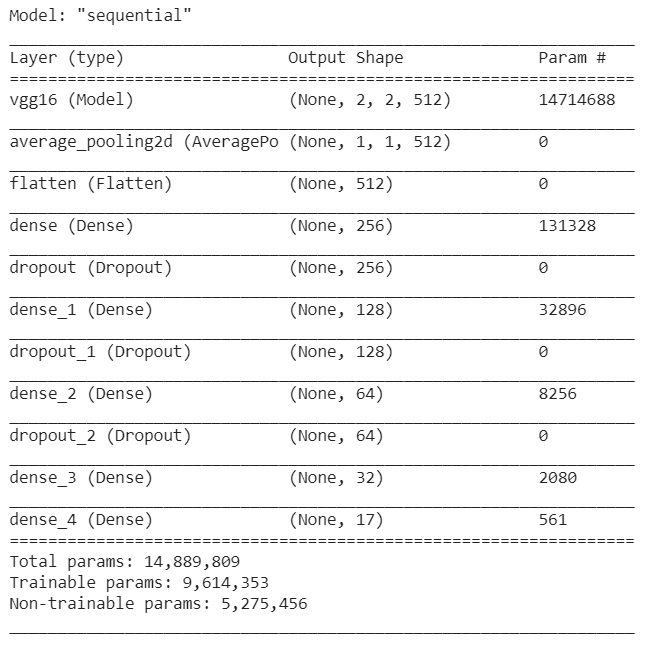 Model: "sequential"
Layer (type) Output Shape Param #
vgg16 (Model) (None, 2, 2, 512) 14714688
average_pooling2d (AveragePo (None, 1, 1, 512) 0
flatten (Flatten) (None, 512) 0
dense (Dense) (None, 256) 131328
dropout (Dropout) (None, 256) 0
dense_1 (Dense) (None, 128) 32896
dropout_1 (Dropout) (None, 128) 0
dense_2 (Dense) (None, 64) 8256
dropout_2 (Dropout) (None, 64) 0
dense_3 (Dense) (None, 32) 2080
dense_4 (Dense) (None, 17) 561
Total params: 14,889,809
Trainable params: 9,614,353
Non-trainable params: 5,275,456